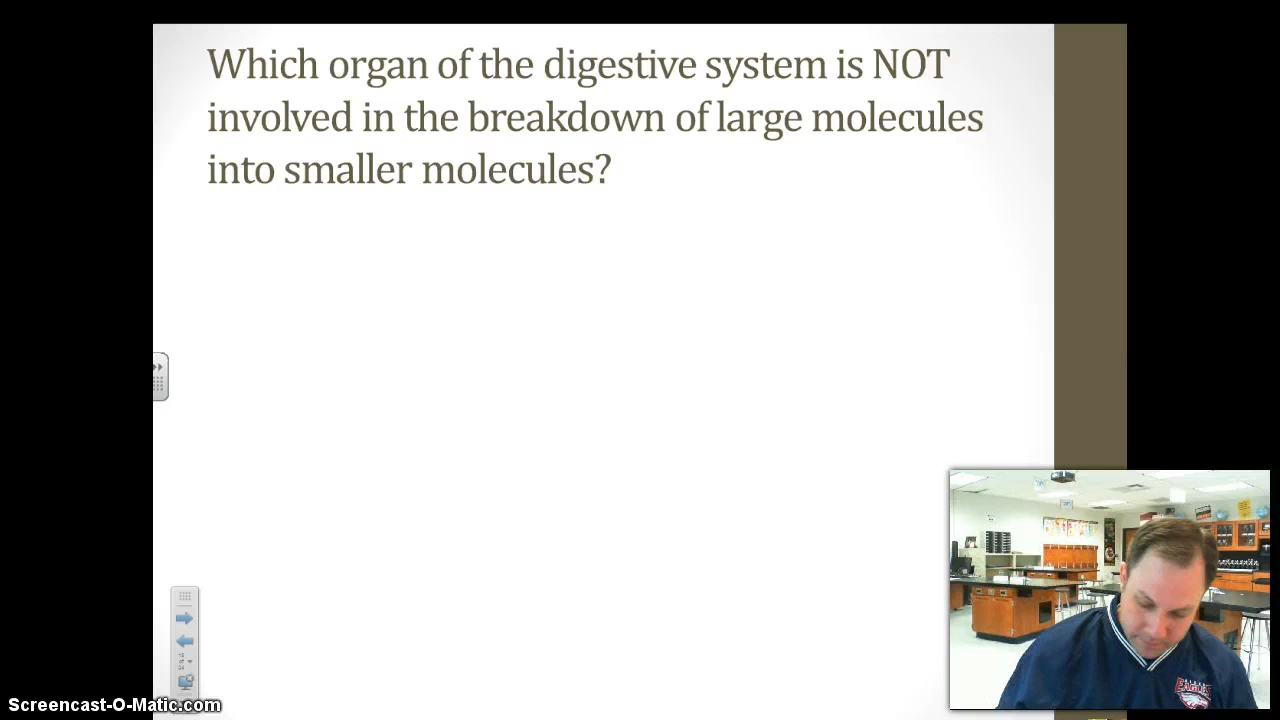 Which organ of the digestive system is NOT
involved in the breakdown of large molecules
into smaller molecules?
EAGLES
Screencast-O-Matic.com